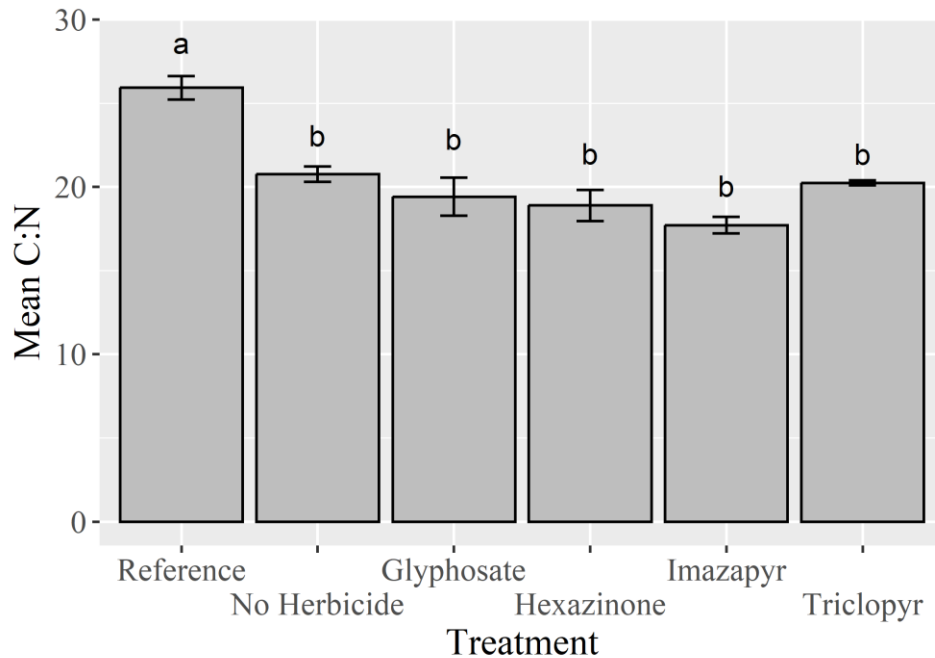 30
a
b
b
b
b
b
20
10
0
Mean C:N
Reference
Glyphosate
Imazapyr
No Herbicide
Hexazinone
Triclopyr
Treatment